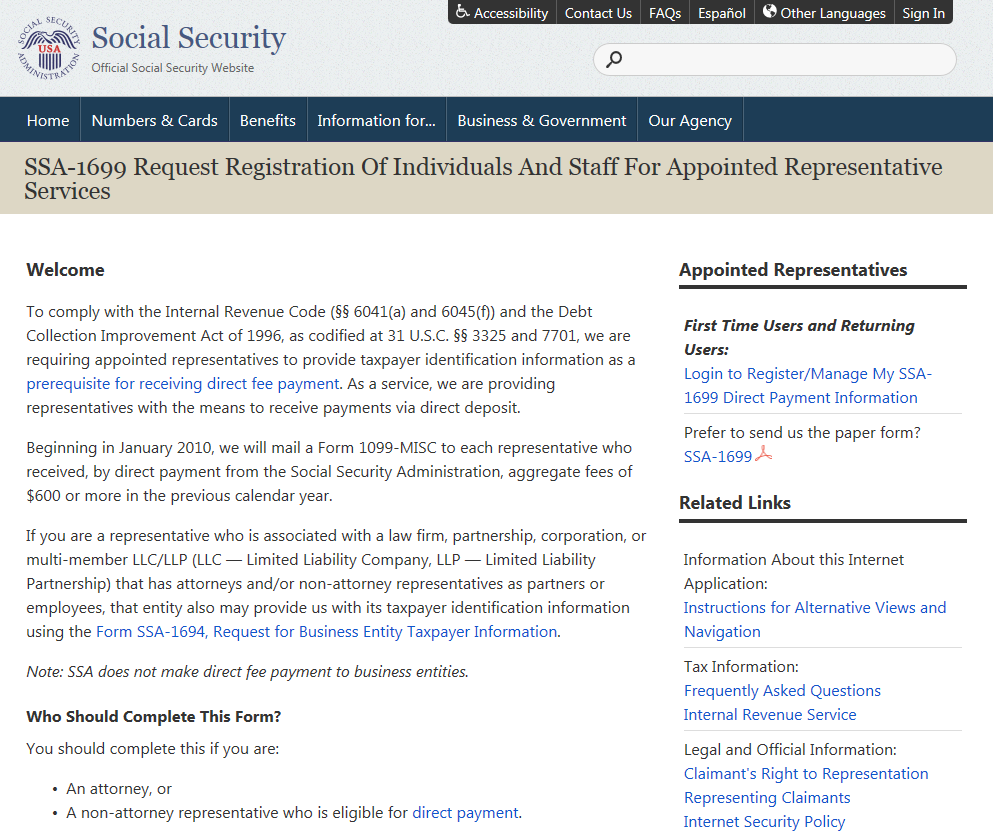 Accessibility
Contact Us
FAQs
Español
Other Languages
Sign In
SOCIAL SECURITY ADMINISTRATION
USA
Social Security
Official Social Security Website
Home
Numbers & Cards
Benefits
Information for...
Business & Government
Our Agency
SSA-1699 Request Registration Of Individuals And Staff For Appointed Representative
Services
Welcome
To comply with the Internal Revenue Code (§§ 6041(a) and 6045(f)) and the Debt
Collection Improvement Act of 1996, as codified at 31 U.S.C. §§ 3325 and 7701, we are
requiring appointed representatives to provide taxpayer identification information as a
prerequisite for receiving direct fee payment. As a service, we are providing
representatives with the means to receive payments via direct deposit.
Beginning in January 2010, we will mail a Form 1099-MISC to each representative who
received, by direct payment from the Social Security Administration, aggregate fees of
$600 or more in the previous calendar year.
If you are a representative who is associated with a law firm, partnership, corporation, or
multi-member LLC/LLP (LLC — Limited Liability Company, LLP — Limited Liability
Partnership) that has attorneys and/or non-attorney representatives as partners or
employees, that entity also may provide us with its taxpayer identification information
using the Form SSA-1694, Request for Business Entity Taxpayer Information.
Note: SSA does not make direct fee payment to business entities.
Who Should Complete This Form?
You should complete this if you are:
• An attorney, or
• A non-attorney representative who is eligible for direct payment.
Appointed Representatives
First Time Users and Returning
Users:
Login to Register/Manage My SSA-
1699 Direct Payment Information
Prefer to send us the paper form?
SSA-1699
Related Links
Information About this Internet
Application:
Instructions for Alternative Views and
Navigation
Tax Information:
Frequently Asked Questions
Internal Revenue Service
Legal and Official Information:
Claimant's Right to Representation
Representing Claimants
Internet Security Policy